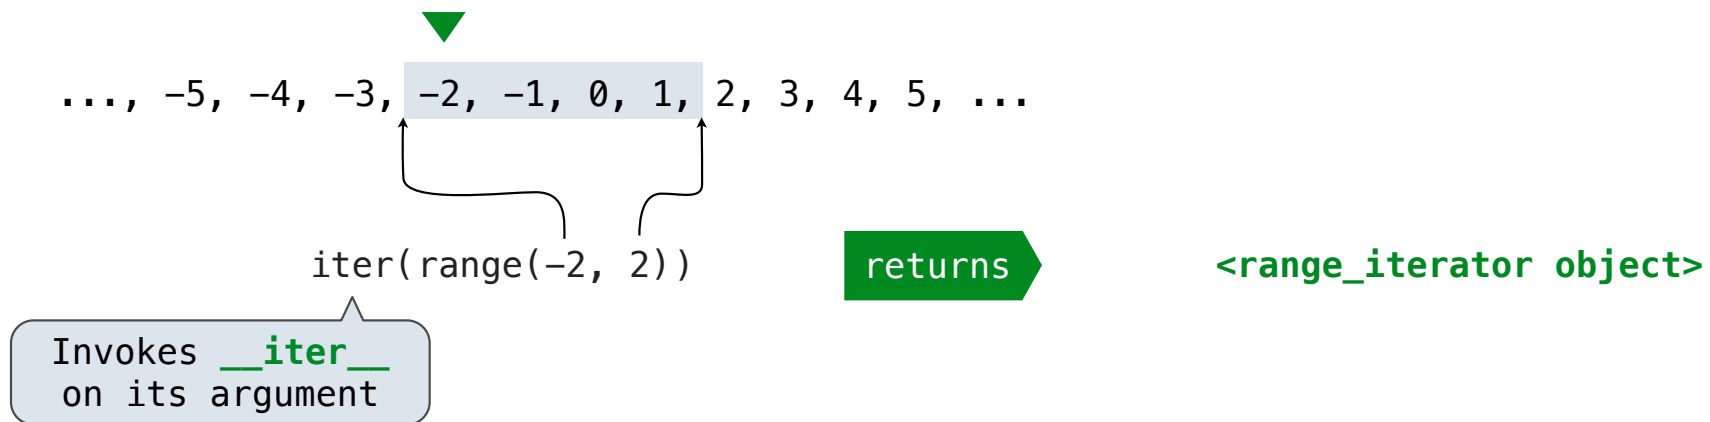 ..., −5, −4, −3, −2, −1, 0, 1, 2, 3, 4, 5, ...
iter(range(−2, 2))
returns
<range_iterator object>
Invokes __iter__
on its argument